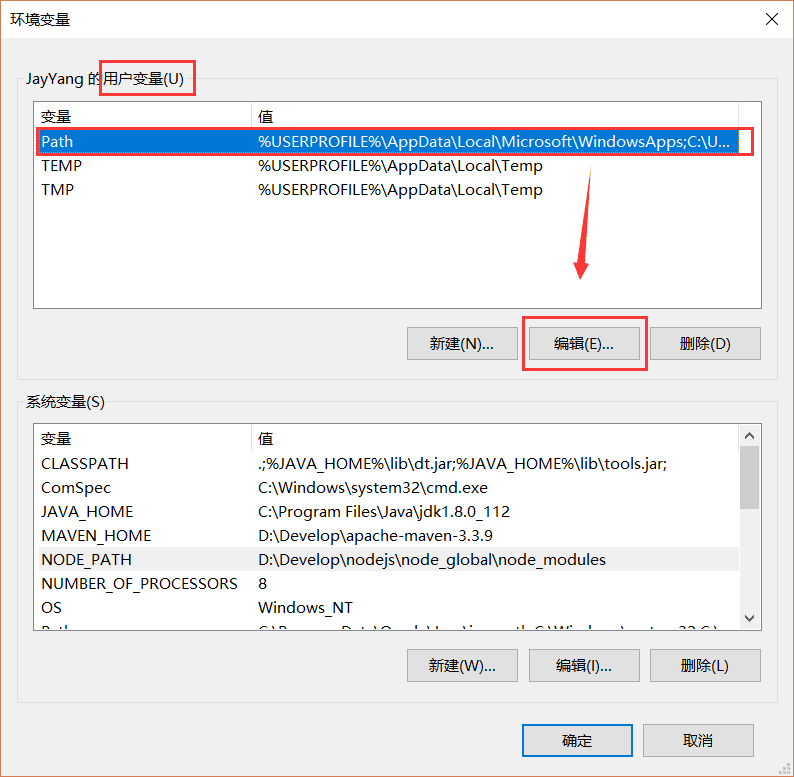 环境变量
JayYang 的用户变量(U)
变量 值
Path %USERPROFILE%\AppData\Local\Microsoft\WindowsApps;C:\U...
TEMP %USERPROFILE%\AppData\Local\Temp
TMP %USERPROFILE%\AppData\Local\Temp
新建(N)... 编辑(E)... 删除(D)
系统变量(S)
变量 值
CLASSPATH .;%JAVA_HOME%\lib\dt.jar;%JAVA_HOME%\lib\tools.jar;
ComSpec C:\Windows\system32\cmd.exe
JAVA_HOME C:\Program Files\Java\jdk1.8.0_112
MAVEN_HOME D:\Develop\apache-maven-3.3.9
NODE_PATH D:\Develop\nodejs\node_global\node_modules
NUMBER_OF_PROCESSORS 8
OS Windows_NT
新建(W)... 编辑(I)... 删除(L)
确定 取消